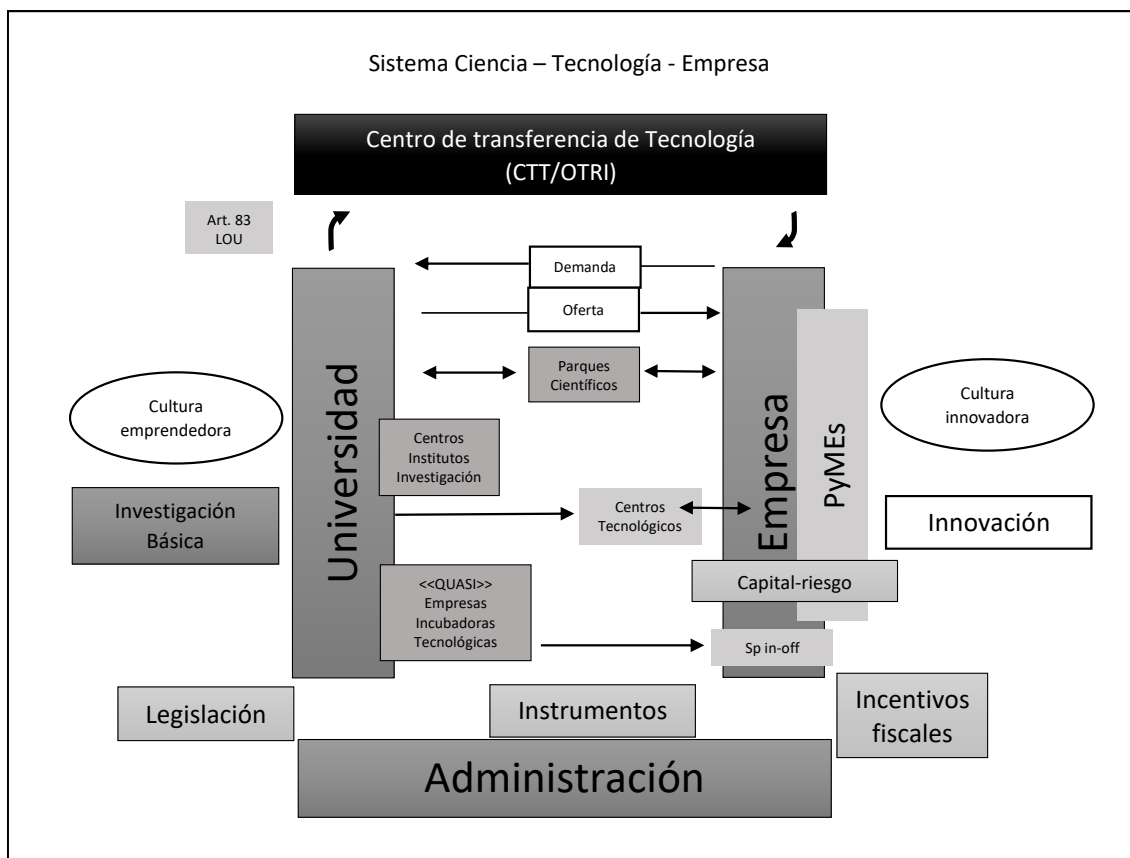 Sistema Ciencia – Tecnología - Empresa
Centro de transferencia de Tecnología
(CTT/OTRI)
Art. 83
LOU
Demanda
Oferta
Parques
Científicos
Universidad
Empresa
PyMEs
Cultura
emprendedora
Cultura
innovadora
Centros
Institutos
Investigación
Investigación
Básica
Centros
Tecnológicos
Innovación
<<QUASI>>
Empresas
Incubadoras
Tecnológicas
Capital-riesgo
Sp in-off
Legislación
Instrumentos
Incentivos
fiscales
Administración